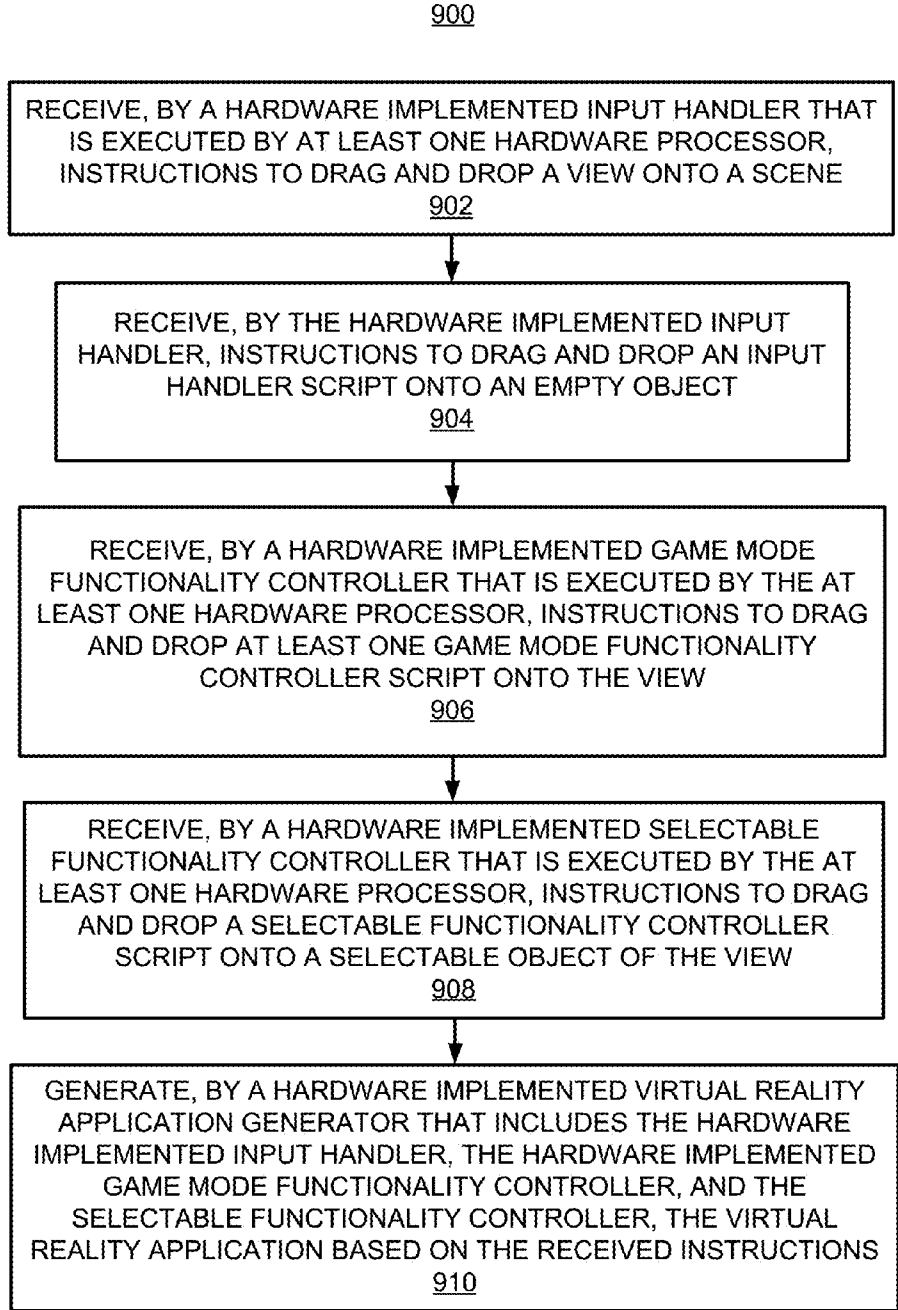 900
RECEIVE, BY A HARDWARE IMPLEMENTED INPUT HANDLER THAT
IS EXECUTED BY AT LEAST ONE HARDWARE PROCESSOR,
INSTRUCTIONS TO DRAG AND DROP A VIEW ONTO A SCENE
902
RECEIVE, BY THE HARDWARE IMPLEMENTED INPUT
HANDLER, INSTRUCTIONS TO DRAG AND DROP AN INPUT
HANDLER SCRIPT ONTO AN EMPTY OBJECT
904
RECEIVE, BY A HARDWARE IMPLEMENTED GAME MODE
FUNCTIONALITY CONTROLLER THAT IS EXECUTED BY THE AT
LEAST ONE HARDWARE PROCESSOR, INSTRUCTIONS TO DRAG
AND DROP AT LEAST ONE GAME MODE FUNCTIONALITY
CONTROLLER SCRIPT ONTO THE VIEW
906
RECEIVE, BY A HARDWARE IMPLEMENTED SELECTABLE
FUNCTIONALITY CONTROLLER THAT IS EXECUTED BY THE AT
LEAST ONE HARDWARE PROCESSOR, INSTRUCTIONS TO DRAG
AND DROP A SELECTABLE FUNCTIONALITY CONTROLLER
SCRIPT ONTO A SELECTABLE OBJECT OF THE VIEW
908
GENERATE, BY A HARDWARE IMPLEMENTED VIRTUAL REALITY
APPLICATION GENERATOR THAT INCLUDES THE HARDWARE
IMPLEMENTED INPUT HANDLER, THE HARDWARE IMPLEMENTED
GAME MODE FUNCTIONALITY CONTROLLER, AND THE
SELECTABLE FUNCTIONALITY CONTROLLER, THE VIRTUAL
REALITY APPLICATION BASED ON THE RECEIVED INSTRUCTIONS
910